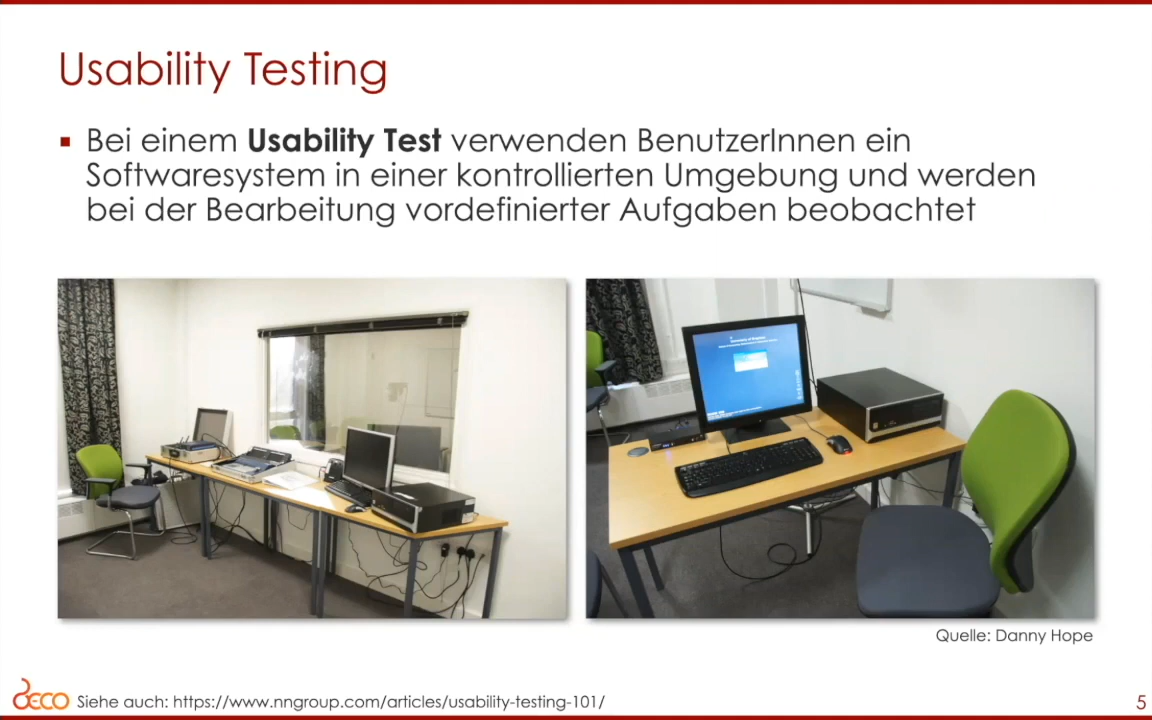 Usability Testing
Bei einem Usability Test verwenden BenutzerInnen ein
Softwaresystem in einer kontrollierten Umgebung und werden
bei der Bearbeitung vordefinierter Aufgaben beobachtet
Quelle: Danny Hope
DECO Siehe auch: https://www.nngroup.com/articles/usability-testing-101/
5